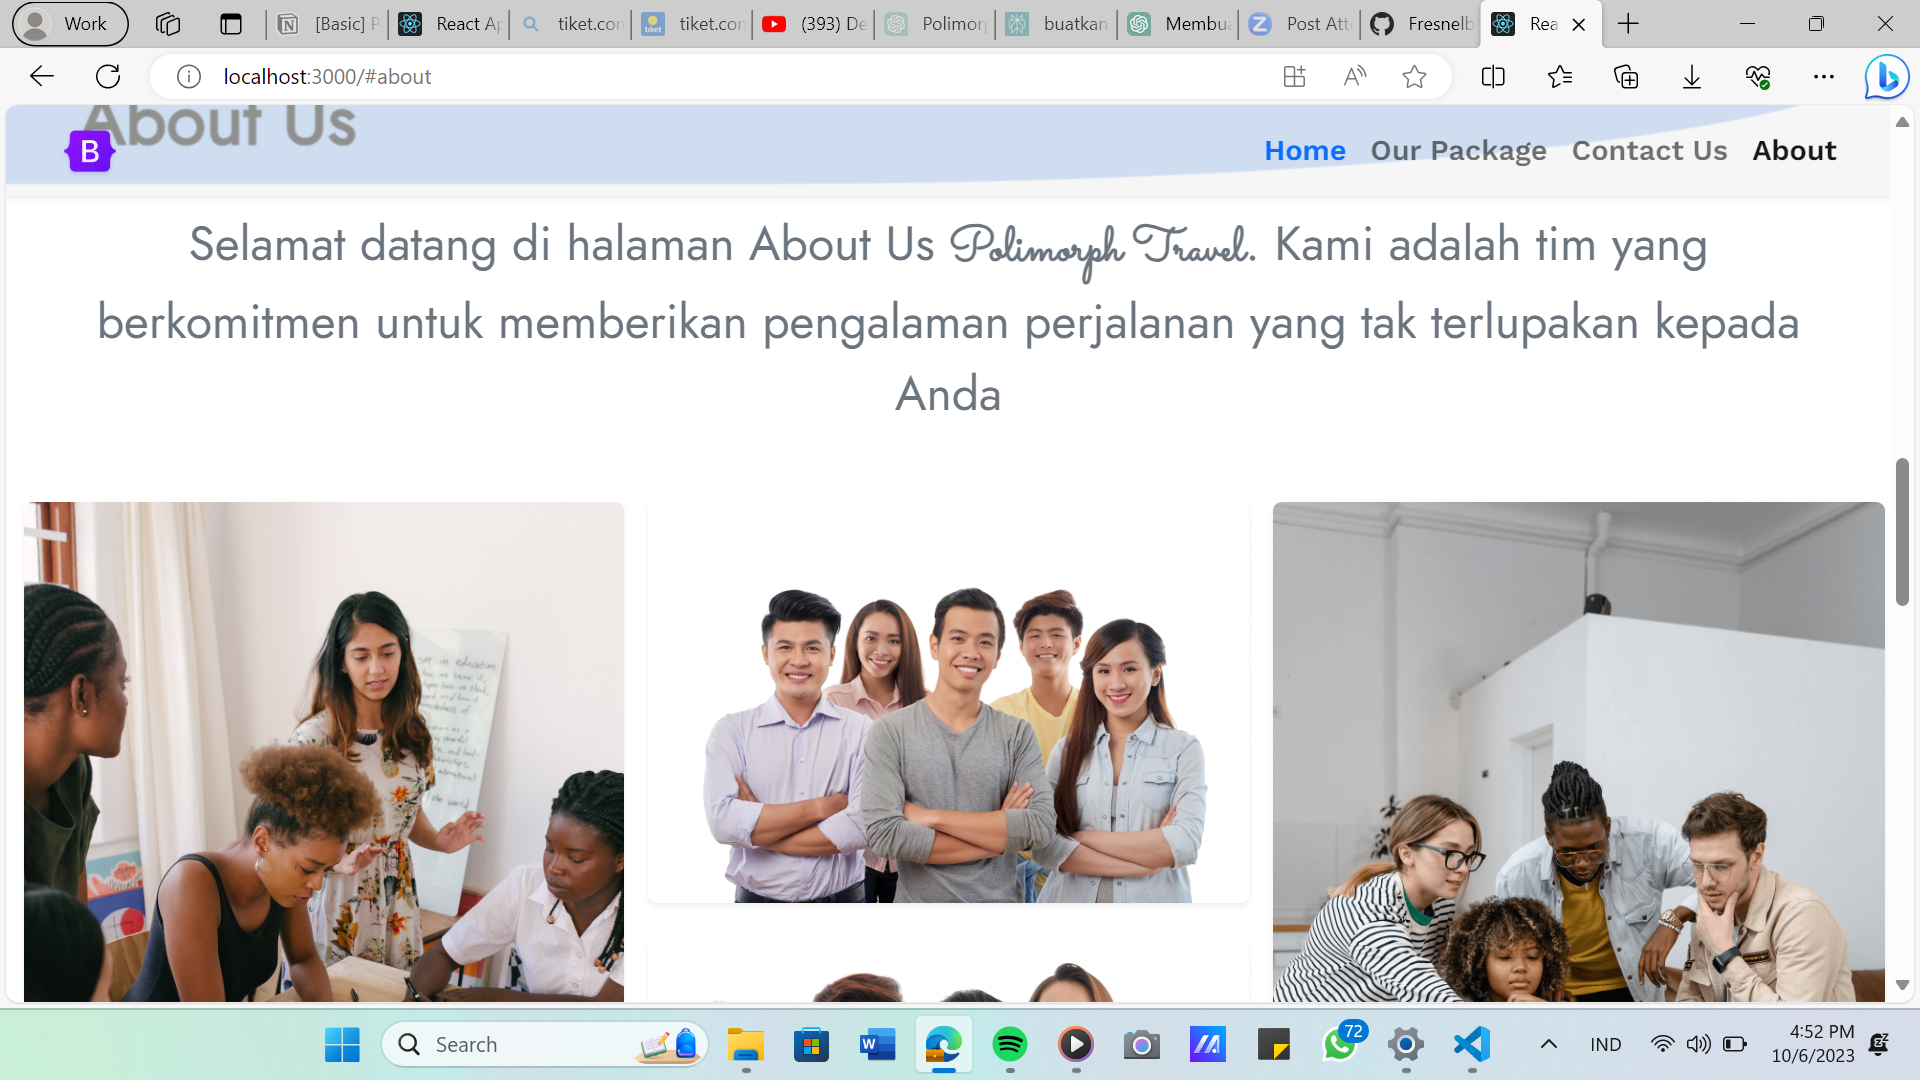 Work
[Basic] P
React Ap
tiket.com
tiket
tiket.com
(393) De
Polimorp
buatkan
Membua
Post Atte
Fresnelb
Rea
localhost:3000/#about
About Us
B
Home
Our Package
Contact Us
About
Selamat datang di halaman About Us Polimorph Travel. Kami adalah tim yang
berkomitmen untuk memberikan pengalaman perjalanan yang tak terlupakan kepada
Anda
Search
72
IND
4:52 PM
10/6/2023